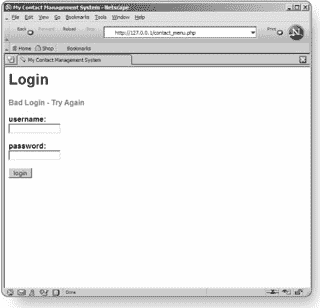 My Contact Management System - Netscape
File Edit View Go Bookmarks Tools Window Help
Back Forward Reload Stop http://127.0.0.1/contact_menu.php Print
Home Shop Bookmarks
My Contact Management System
Login
Bad Login - Try Again
username:
password:
login
Done